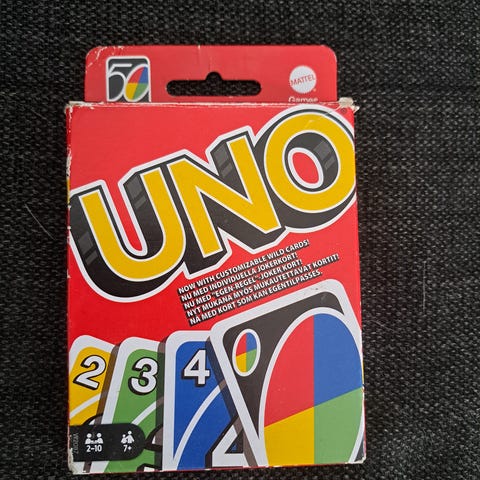 50
MATTEL
Games
UNO
NOW WITH CUSTOMIZABLE WILD CARDS!
NU MED INDIVIDUELLA JOKERKORT!
NU MED "EGEN-REGEL"-JOKER KORT!
NYT MUKANA MYÖS MUKAUTETTAVAT KORTIT!
NÅ MED KORT SOM KAN EGENTILPASSES.
2 3 4
2-10 7+